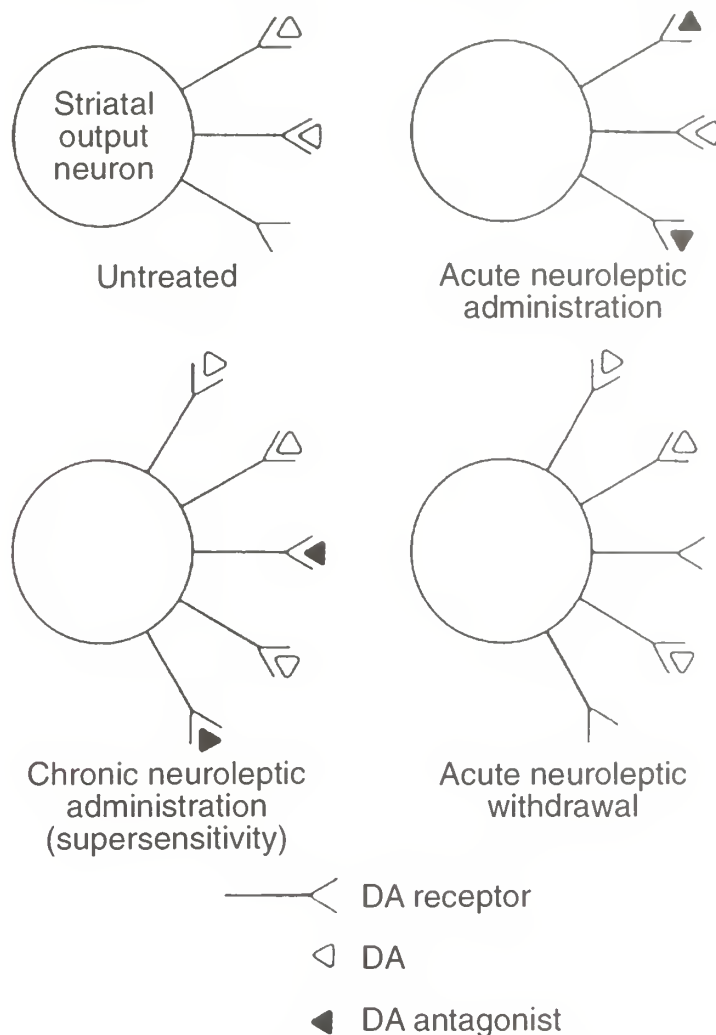 Striatal
output
neuron
Untreated
Acute neuroleptic
administration
Chronic neuroleptic
administration
(supersensitivity)
Acute neuroleptic
withdrawal
DA receptor
DA
DA antagonist